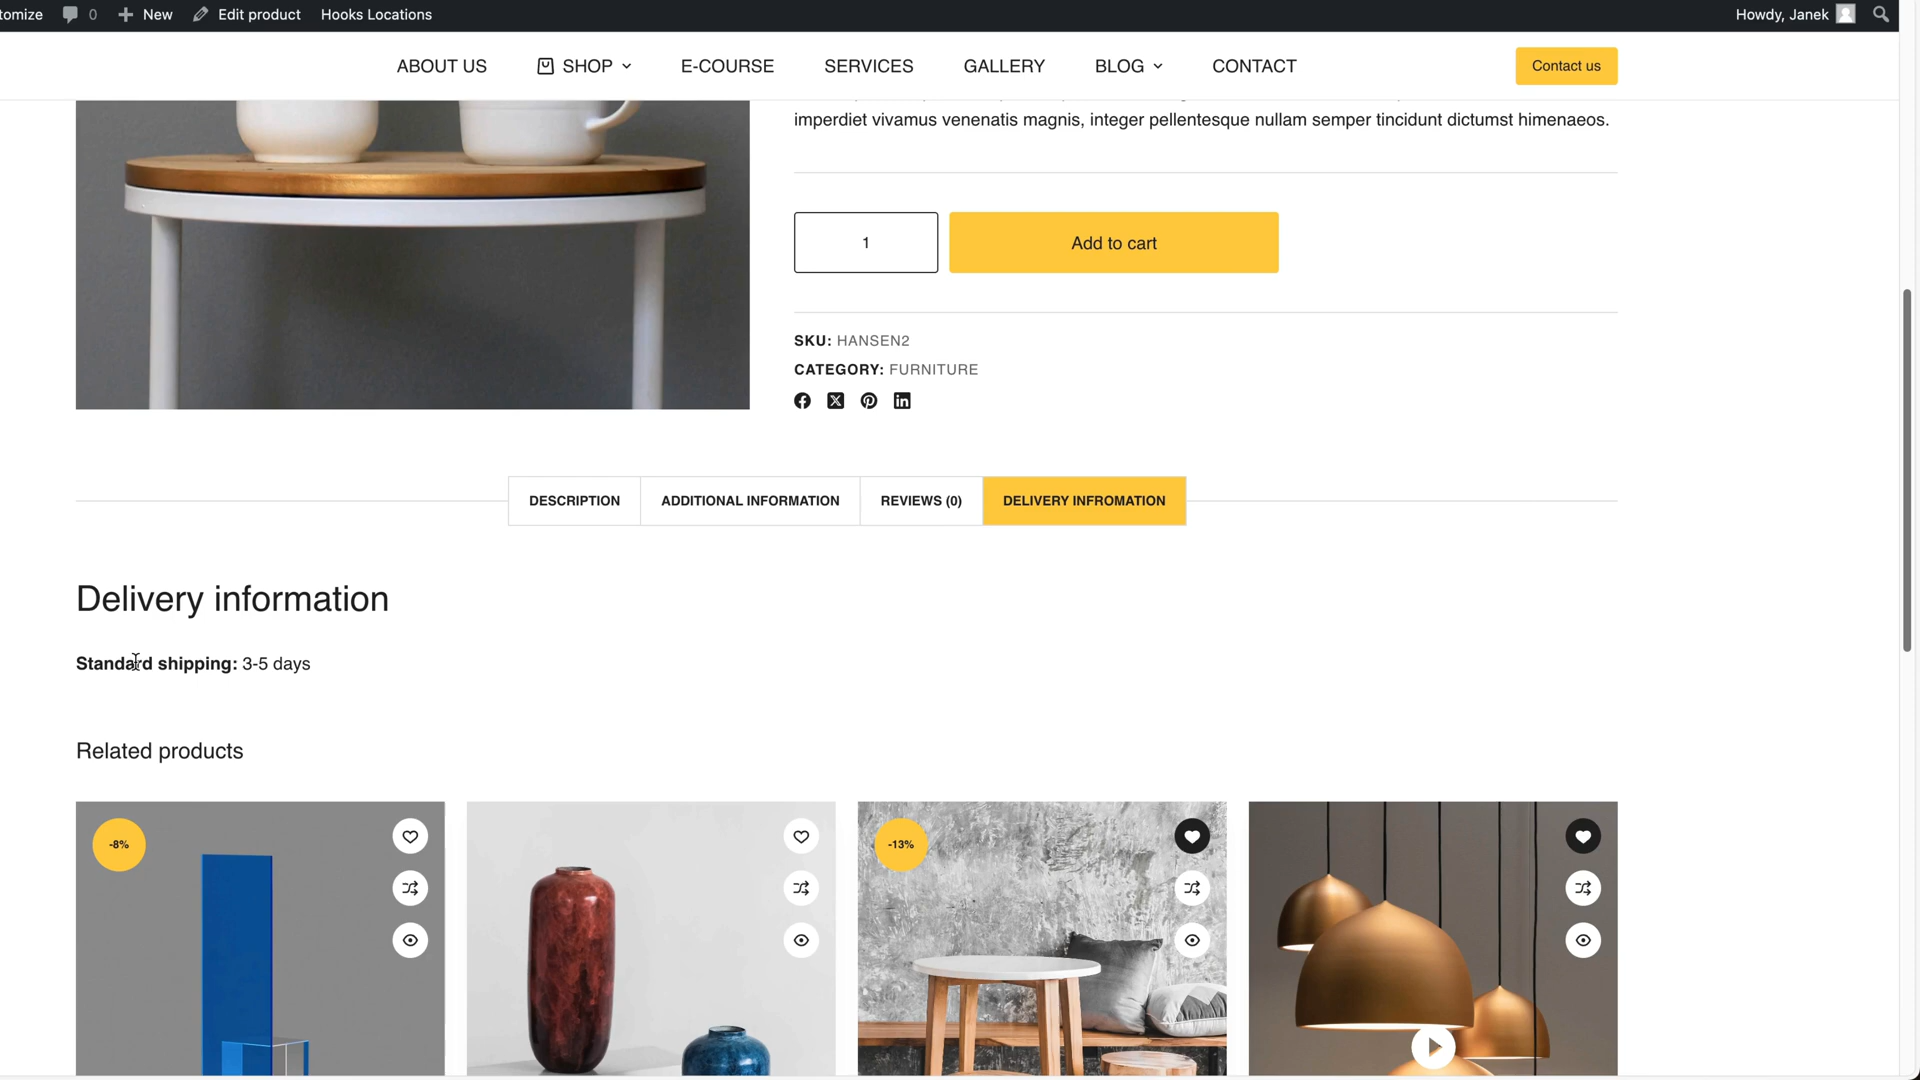 tomize 0 New Edit product Hooks Locations Howdy, Janek
ABOUT US SHOP E-COURSE SERVICES GALLERY BLOG CONTACT Contact us
imperdiet vivamus venenatis magnis, integer pellentesque nullam semper tincidunt dictumst himenaeos.
1 Add to cart
SKU: HANSEN2
CATEGORY: FURNITURE
DESCRIPTION ADDITIONAL INFORMATION REVIEWS (0) DELIVERY INFROMATION
Delivery information
Standard shipping: 3-5 days
Related products
-8% -13%